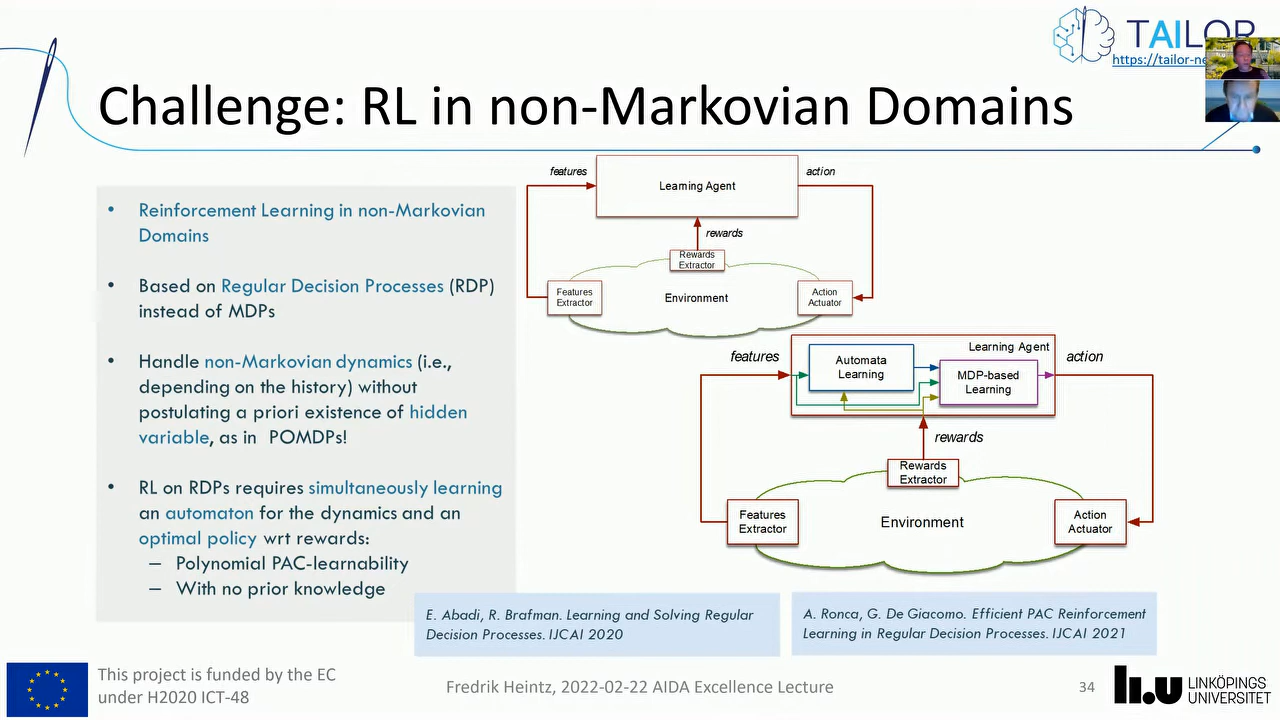 TAILOR
https://tailor-ne
Challenge: RL in non-Markovian Domains
• Reinforcement Learning in non-Markovian
Domains
• Based on Regular Decision Processes (RDP)
instead of MDPs
• Handle non-Markovian dynamics (i.e.,
depending on the history) without
postulating a priori existence of hidden
variable, as in POMDPs!
• RL on RDPs requires simultaneously learning
an automaton for the dynamics and an
optimal policy wrt rewards:
– Polynomial PAC-learnability
– With no prior knowledge
features
Learning Agent
action
rewards
Rewards
Extractor
Features
Extractor
Environment
Action
Actuator
features
Learning Agent
action
Automata
Learning
MDP-based
Learning
rewards
Rewards
Extractor
Features
Extractor
Environment
Action
Actuator
E. Abadi, R. Brafman. Learning and Solving Regular
Decision Processes. IJCAI 2020
A. Ronca, G. De Giacomo. Efficient PAC Reinforcement
Learning in Regular Decision Processes. IJCAI 2021
This project is funded by the EC
under H2020 ICT-48
Fredrik Heintz, 2022-02-22 AIDA Excellence Lecture
34
LINKÖPINGS
UNIVERSITET